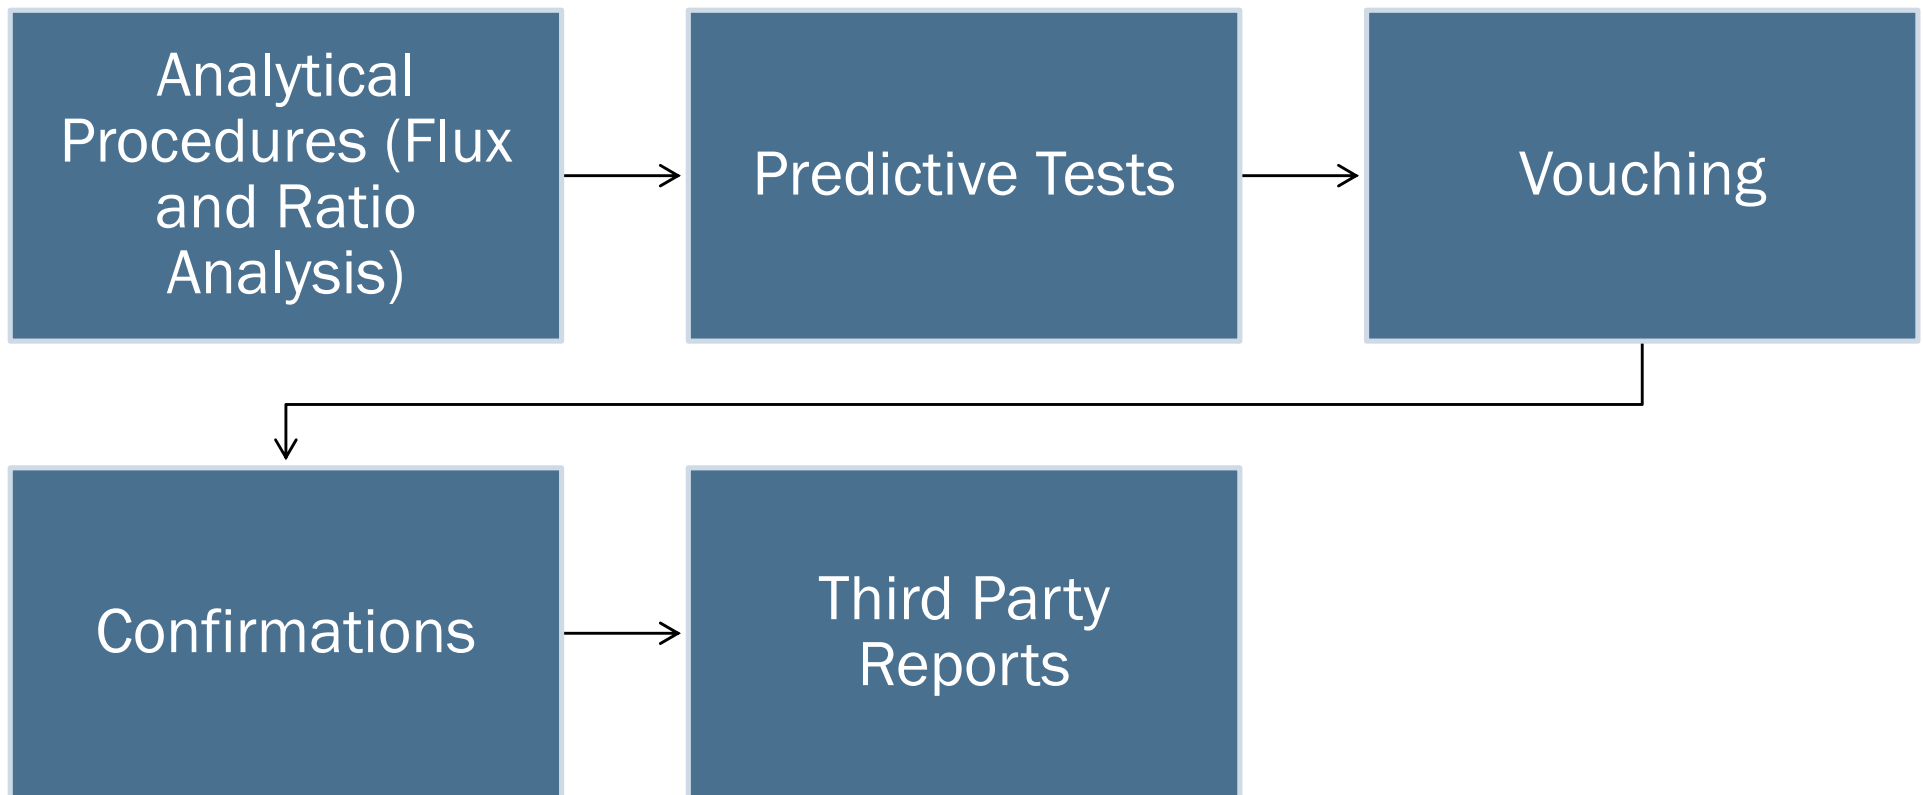 Analytical
Procedures (Flux
and Ratio
Analysis)
Predictive Tests
Vouching
Confirmations
Third Party
Reports